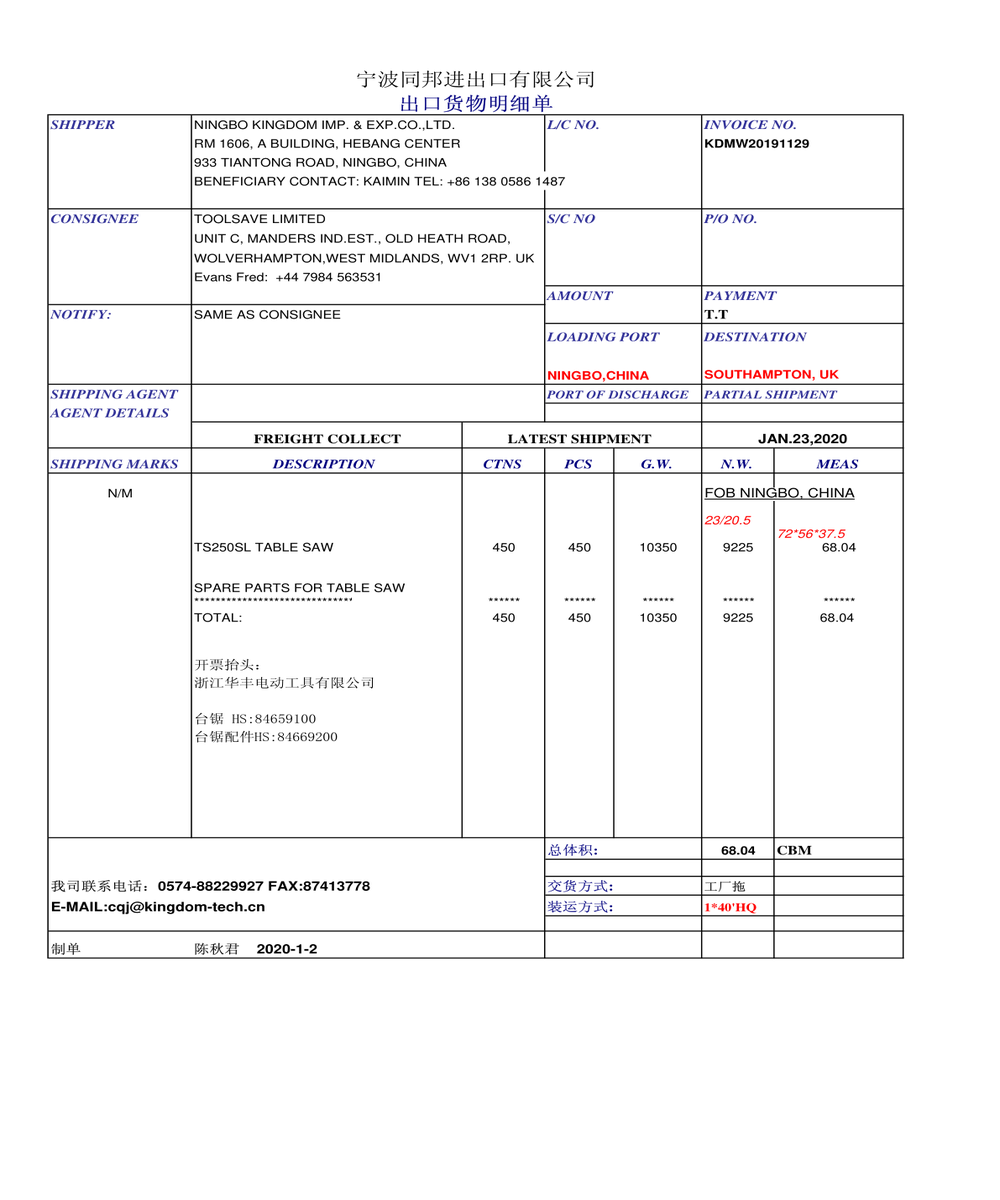 宁波同邦进出口有限公司
出口货物明细单
SHIPPER NINGBO KINGDOM IMP. & EXP.CO.,LTD. L/C NO. INVOICE NO.
RM 1606, A BUILDING, HEBANG CENTER KDMW20191129
933 TIANTONG ROAD, NINGBO, CHINA
BENEFICIARY CONTACT: KAIMIN TEL: +86 138 0586 1487
CONSIGNEE TOOLSAVE LIMITED S/C NO P/O NO.
UNIT C, MANDERS IND.EST., OLD HEATH ROAD,
WOLVERHAMPTON,WEST MIDLANDS, WV1 2RP. UK
Evans Fred: +44 7984 563531
AMOUNT PAYMENT
NOTIFY: SAME AS CONSIGNEE T.T
LOADING PORT DESTINATION
NINGBO,CHINA SOUTHAMPTON, UK
SHIPPING AGENT PORT OF DISCHARGE PARTIAL SHIPMENT
AGENT DETAILS
FREIGHT COLLECT LATEST SHIPMENT JAN.23,2020
SHIPPING MARKS DESCRIPTION CTNS PCS G.W. N.W. MEAS
N/M FOB NINGBO, CHINA
23/20.5
72*56*37.5
TS250SL TABLE SAW 450 450 10350 9225 68.04
SPARE PARTS FOR TABLE SAW
***************************** ****** ****** ****** ****** ******
TOTAL: 450 450 10350 9225 68.04
开票抬头:
浙江华丰电动工具有限公司
台锯 HS:84659100
台锯配件HS:84669200
总体积: 68.04 CBM
我司联系电话：0574-88229927 FAX:87413778 交货方式: 工厂拖
E-MAIL:cqj@kingdom-tech.cn 装运方式: 1*40'HQ
制单 陈秋君 2020-1-2